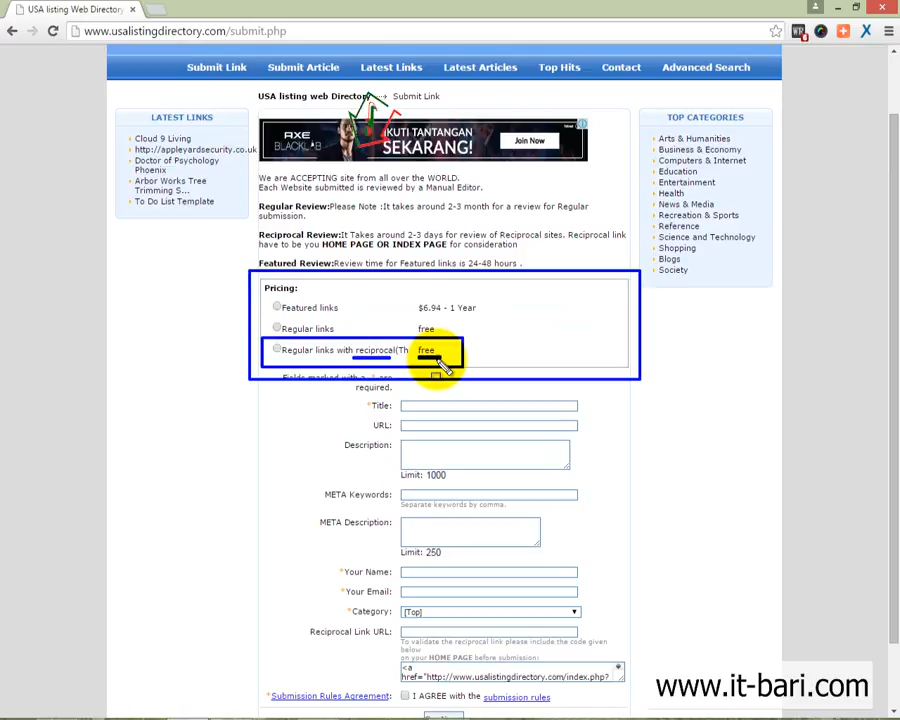 USA listing Web Directory
www.usalistingdirectory.com/submit.php
Submit Link Submit Article Latest Links Latest Articles Top Hits Contact Advanced Search
USA listing web Directory Submit Link
LATEST LINKS
Cloud 9 Living
http://appleyardsecurity.co.uk
Doctor of Psychology
Phoenix
Arbor Works Tree
Trimming S...
To Do List Template
AXE
BLACKLAB
IKUTI TANTANGAN
SEKARANG!
Join Now
We are ACCEPTING site from all over the WORLD.
Each Website submitted is reviewed by a Manual Editor.
Regular Review:Please Note :It takes around 2-3 month for a review for Regular
submission.
Reciprocal Review:It Takes around 2-3 days for review of Reciprocal sites. Reciprocal link
have to be you HOME PAGE OR INDEX PAGE for consideration
Featured Review:Review time for Featured links is 24-48 hours .
Pricing:
Featured links $6.94 - 1 Year
Regular links free
Regular links with reciprocal(Th free
Fields marked with a * are
required.
*Title:
URL:
Description:
Limit: 1000
META Keywords:
Separate keywords by comma.
META Description:
Limit: 250
*Your Name:
*Your Email:
*Category: [Top]
Reciprocal Link URL:
To validate the reciprocal link please include the code given
below
on your HOME PAGE before submission:
<a
href="http://www.usalistingdirectory.com/index.php?
*Submission Rules Agreement: I AGREE with the submission rules
TOP CATEGORIES
Arts & Humanities
Business & Economy
Computers & Internet
Education
Entertainment
Health
News & Media
Recreation & Sports
Reference
Science and Technology
Shopping
Blogs
Society
www.it-bari.com